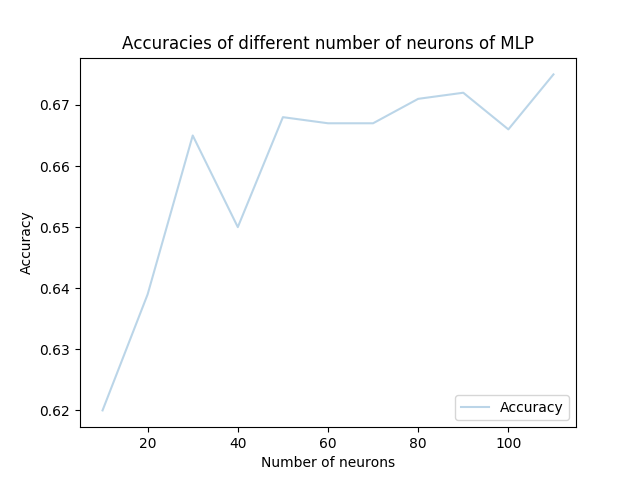 Accuracies of different number of neurons of MLP
0.67
0.66
0.65
0.64
0.63
0.62
Accuracy
Accuracy
20 40 60 80 100
Number of neurons